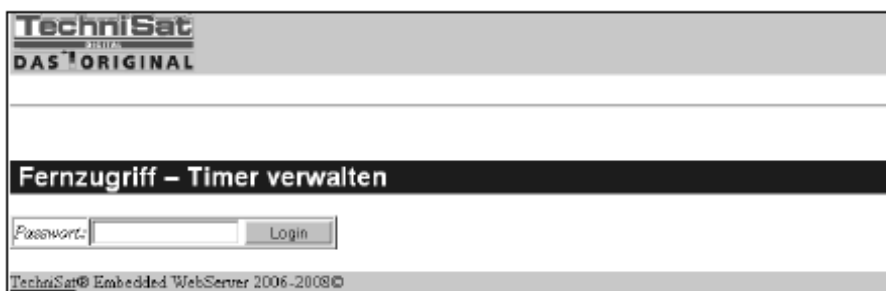 TechniSat
DIGITAL
DAS ORIGINAL
Fernzugriff – Timer verwalten
Passwort: Login
TechniSat® Embedded WebServer 2006-2008©